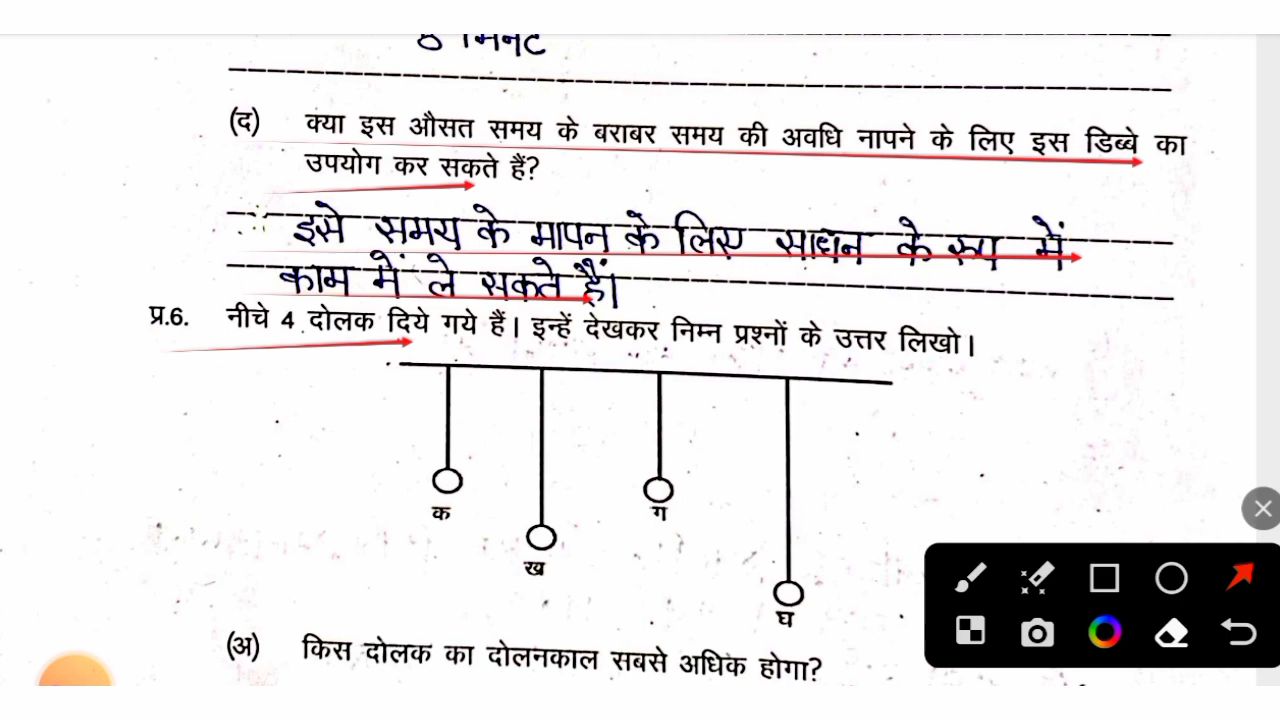 8 मिनट
(द) क्या इस औसत समय के बराबर समय की अवधि नापने के लिए इस डिब्बे का
उपयोग कर सकते हैं?
इसे समय के मापन के लिए साधन के रूप में
काम में ले सकते हैं।
प्र.6. नीचे 4 दोलक दिये गये हैं। इन्हें देखकर निम्न प्रश्नों के उत्तर लिखो।
क
ख
ग
घ
(अ) किस दोलक का दोलनकाल सबसे अधिक होगा?